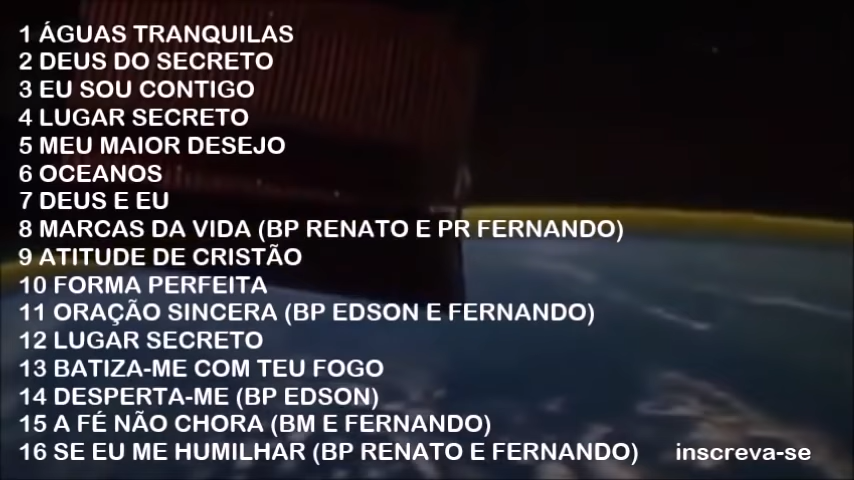 1 ÁGUAS TRANQUILAS
2 DEUS DO SECRETO
3 EU SOU CONTIGO
4 LUGAR SECRETO
5 MEU MAIOR DESEJO
6 OCEANOS
7 DEUS E EU
8 MARCAS DA VIDA (BP RENATO E PR FERNANDO)
9 ATITUDE DE CRISTÃO
10 FORMA PERFEITA
11 ORAÇÃO SINCERA (BP EDSON E FERNANDO)
12 LUGAR SECRETO
13 BATIZA-ME COM TEU FOGO
14 DESPERTA-ME (BP EDSON)
15 A FÉ NÃO CHORA (BM E FERNANDO)
16 SE EU ME HUMILHAR (BP RENATO E FERNANDO) inscreva-se